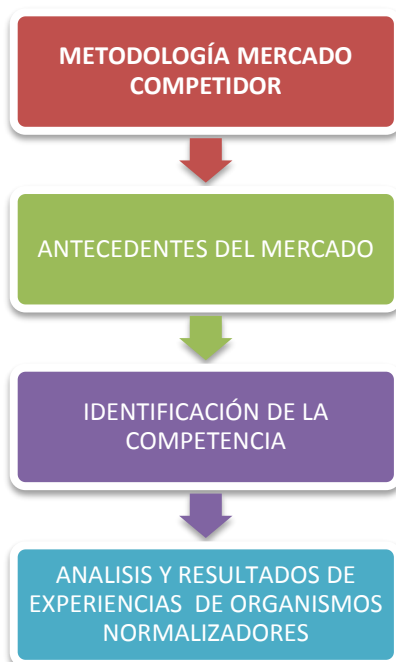 METODOLOGÍA MERCADO
COMPETIDOR
ANTECEDENTES DEL MERCADO
IDENTIFICACIÓN DE LA
COMPETENCIA
ANALISIS Y RESULTADOS DE
EXPERIENCIAS DE ORGANISMOS
NORMALIZADORES